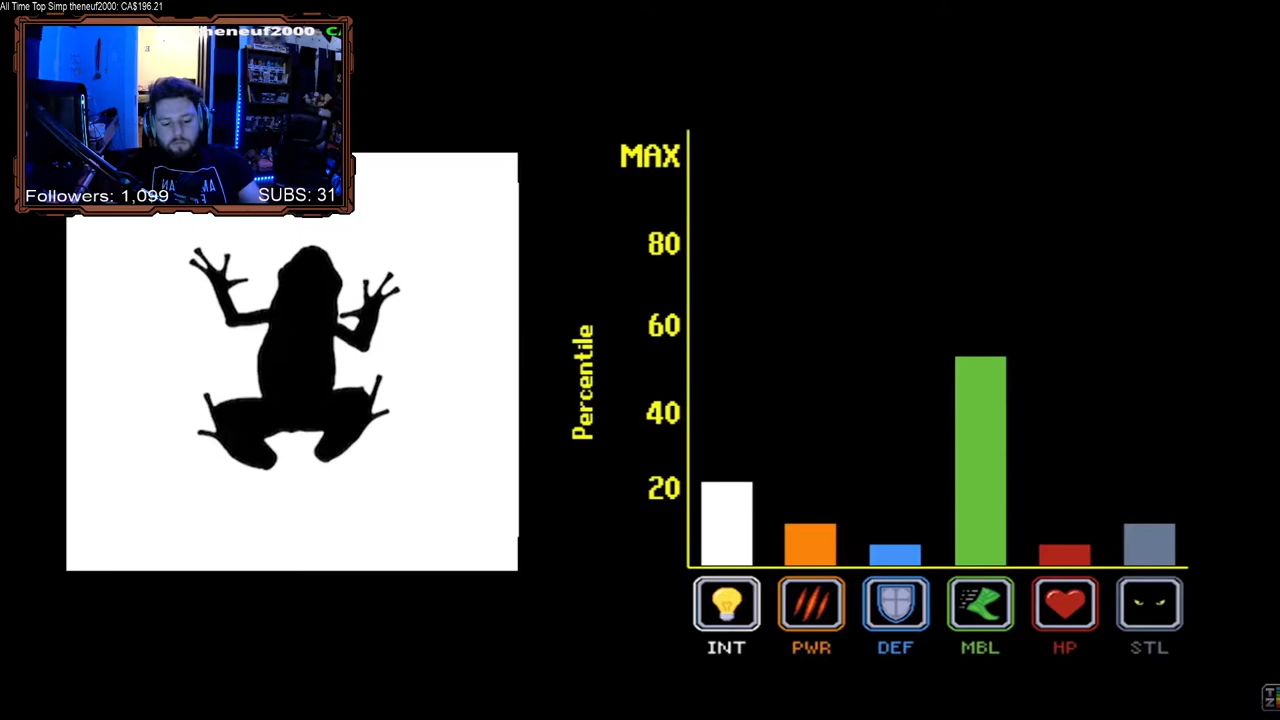 All Time Top Simp theneuf2000: CA$196.21
heneuf2000 C
Followers: 1,099
SUBS: 31
MAX
80
60
40
20
Percentile
INT
PWR
DEF
MBL
HP
STL